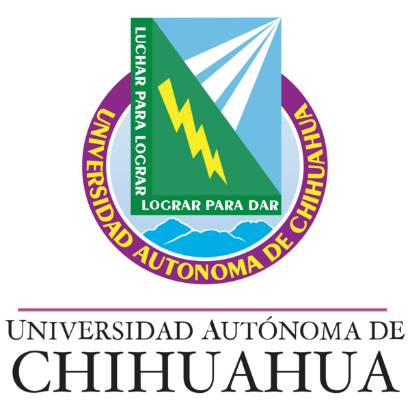 LUCHAR PARA LOGRAR
LOGRAR PARA DAR
UNIVERSIDAD AUTONOMA DE CHIHUAHUA
UNIVERSIDAD AUTÓNOMA DE
CHIHUAHUA